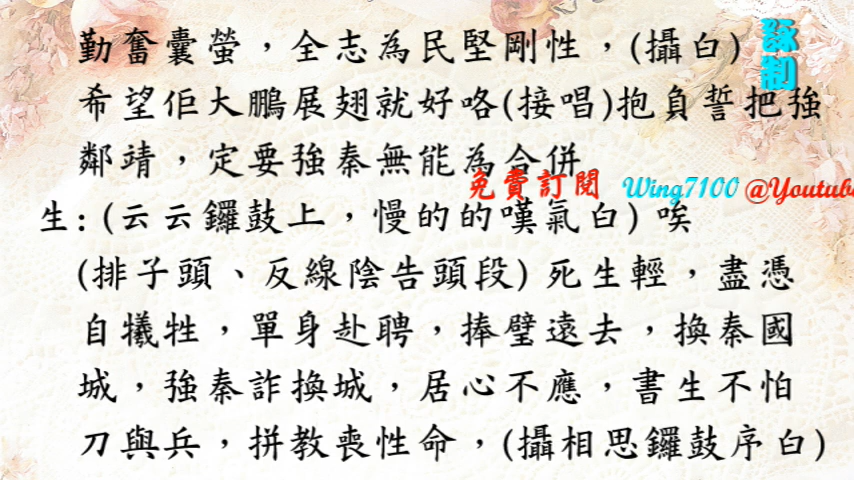 勤奮囊螢，全志為民堅剛性，(攝白)
希望佢大鵬展翅就好咯(接唱)抱負誓把強
鄰靖，定要強秦無能為合併
生：(云云鑼鼓上，慢的的嘆氣白) 唉
(排子頭、反線陰告頭段) 死生輕，盡憑
自犧牲，單身赴聘，捧璧遠去，換秦國
城，強秦詐換城，居心不應，書生不怕
刀與兵，拼教喪性命，(攝相思鑼鼓序白)
免費訂閱 Wing7100 @Youtube
制